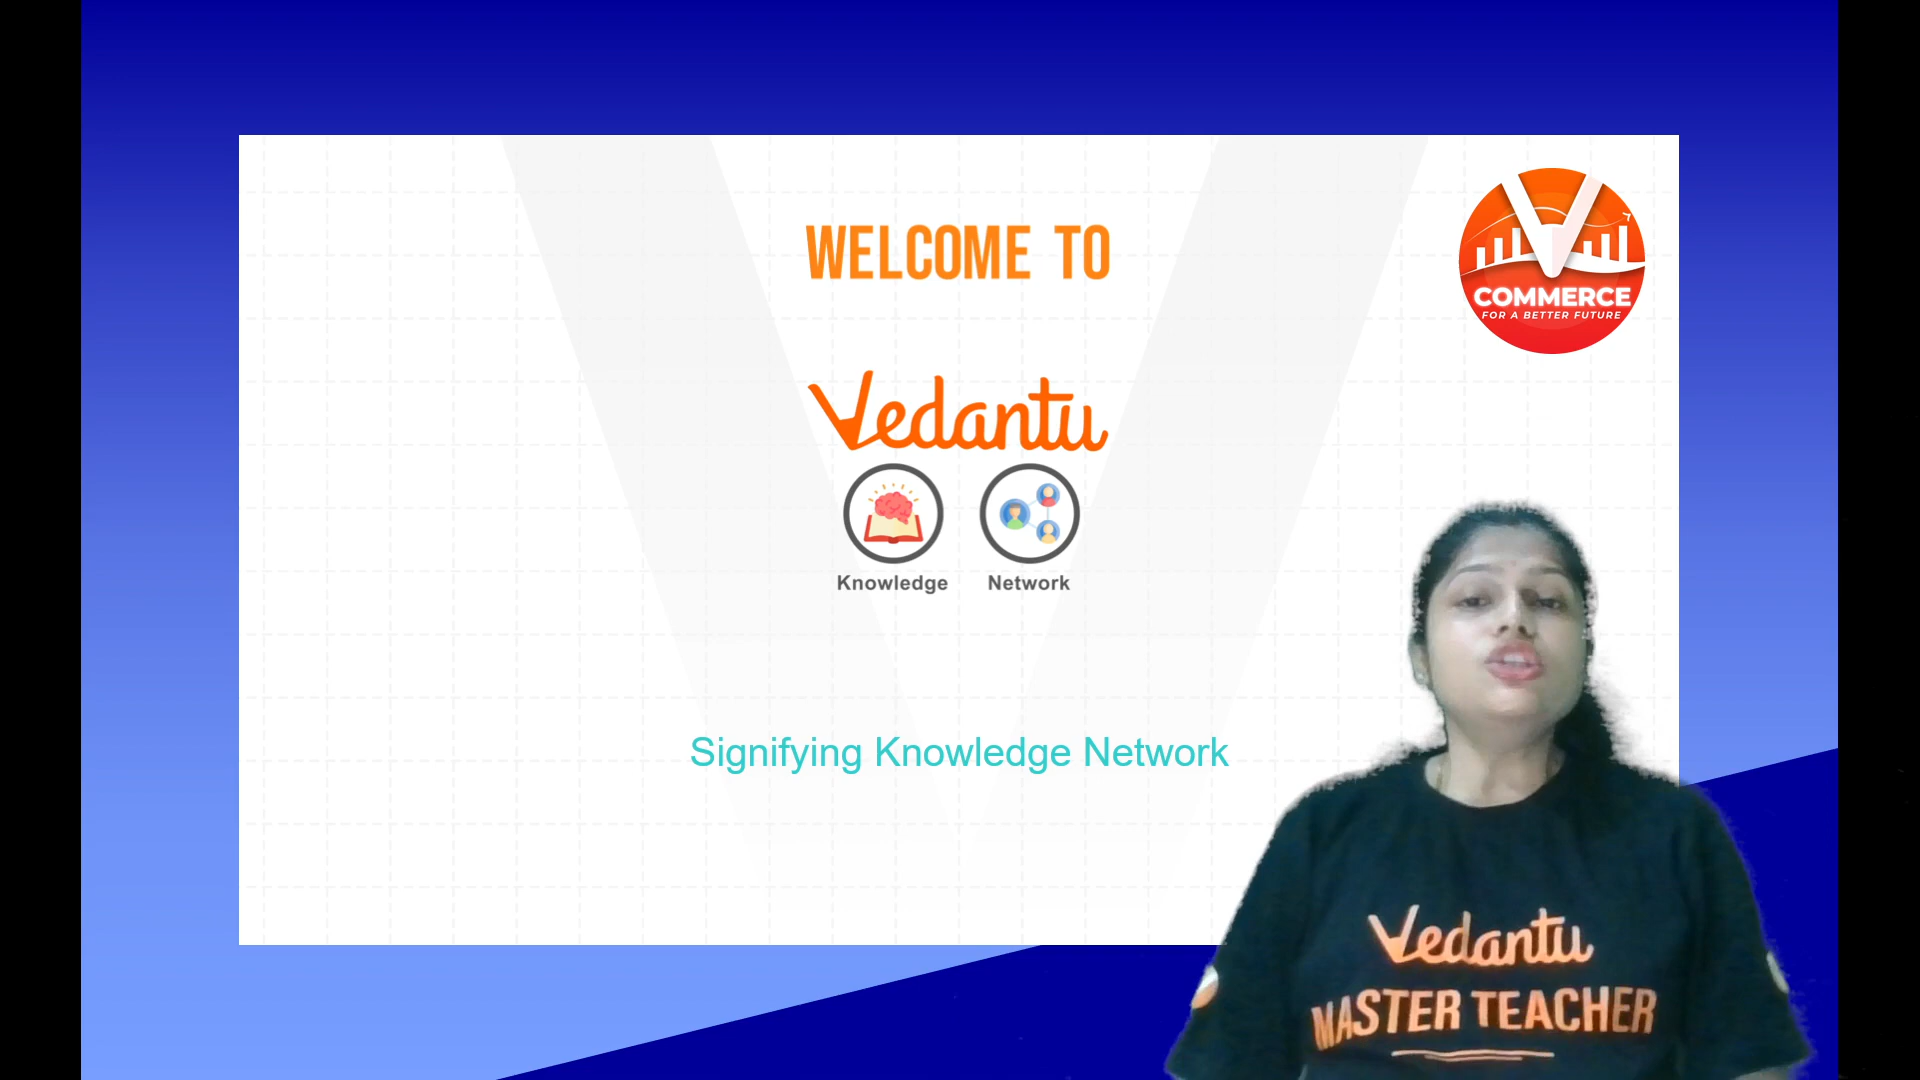 WELCOME TO
COMMERCE
FOR A BETTER FUTURE
Vedantu
Knowledge Network
Signifying Knowledge Network
Vedantu
MASTER TEACHER